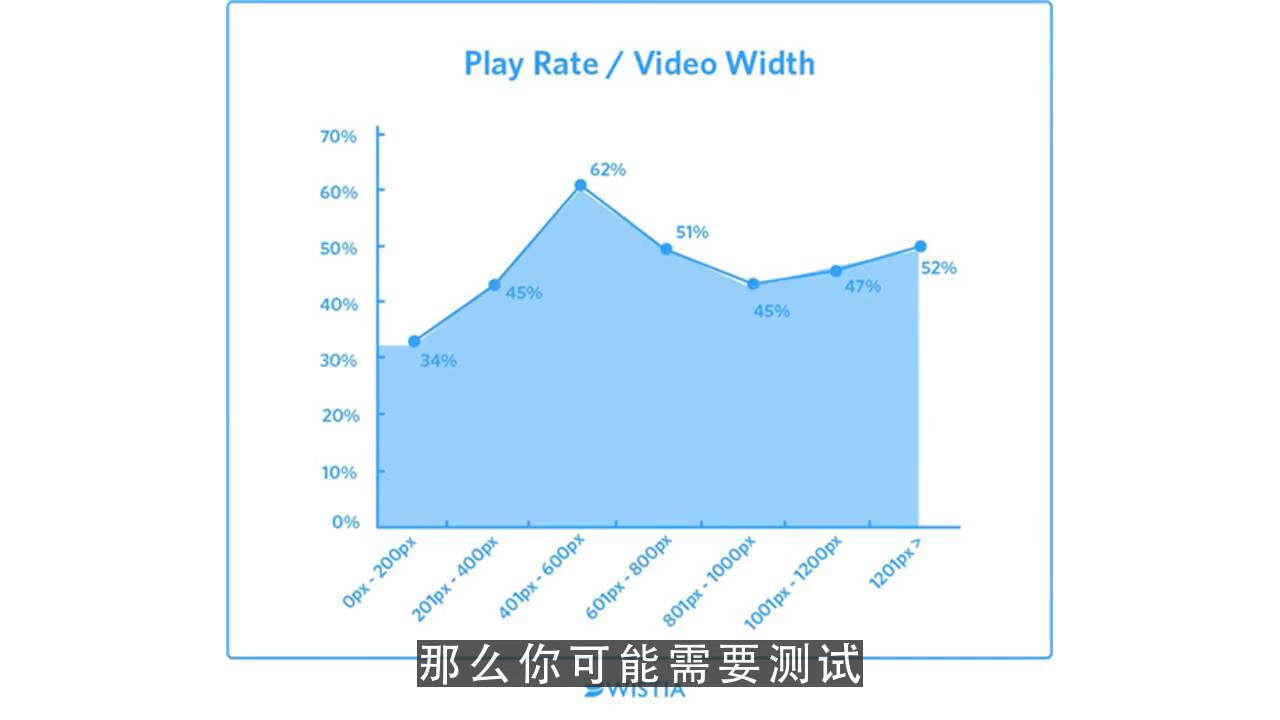 Play Rate / Video Width
70%
60%
50%
40%
30%
20%
10%
0%
34%
45%
62%
51%
45%
47%
52%
0px - 200px
201px - 400px
401px - 600px
601px - 800px
801px - 1000px
1001px - 1200px
1201px >
那么你可能需要测试
WISTIA